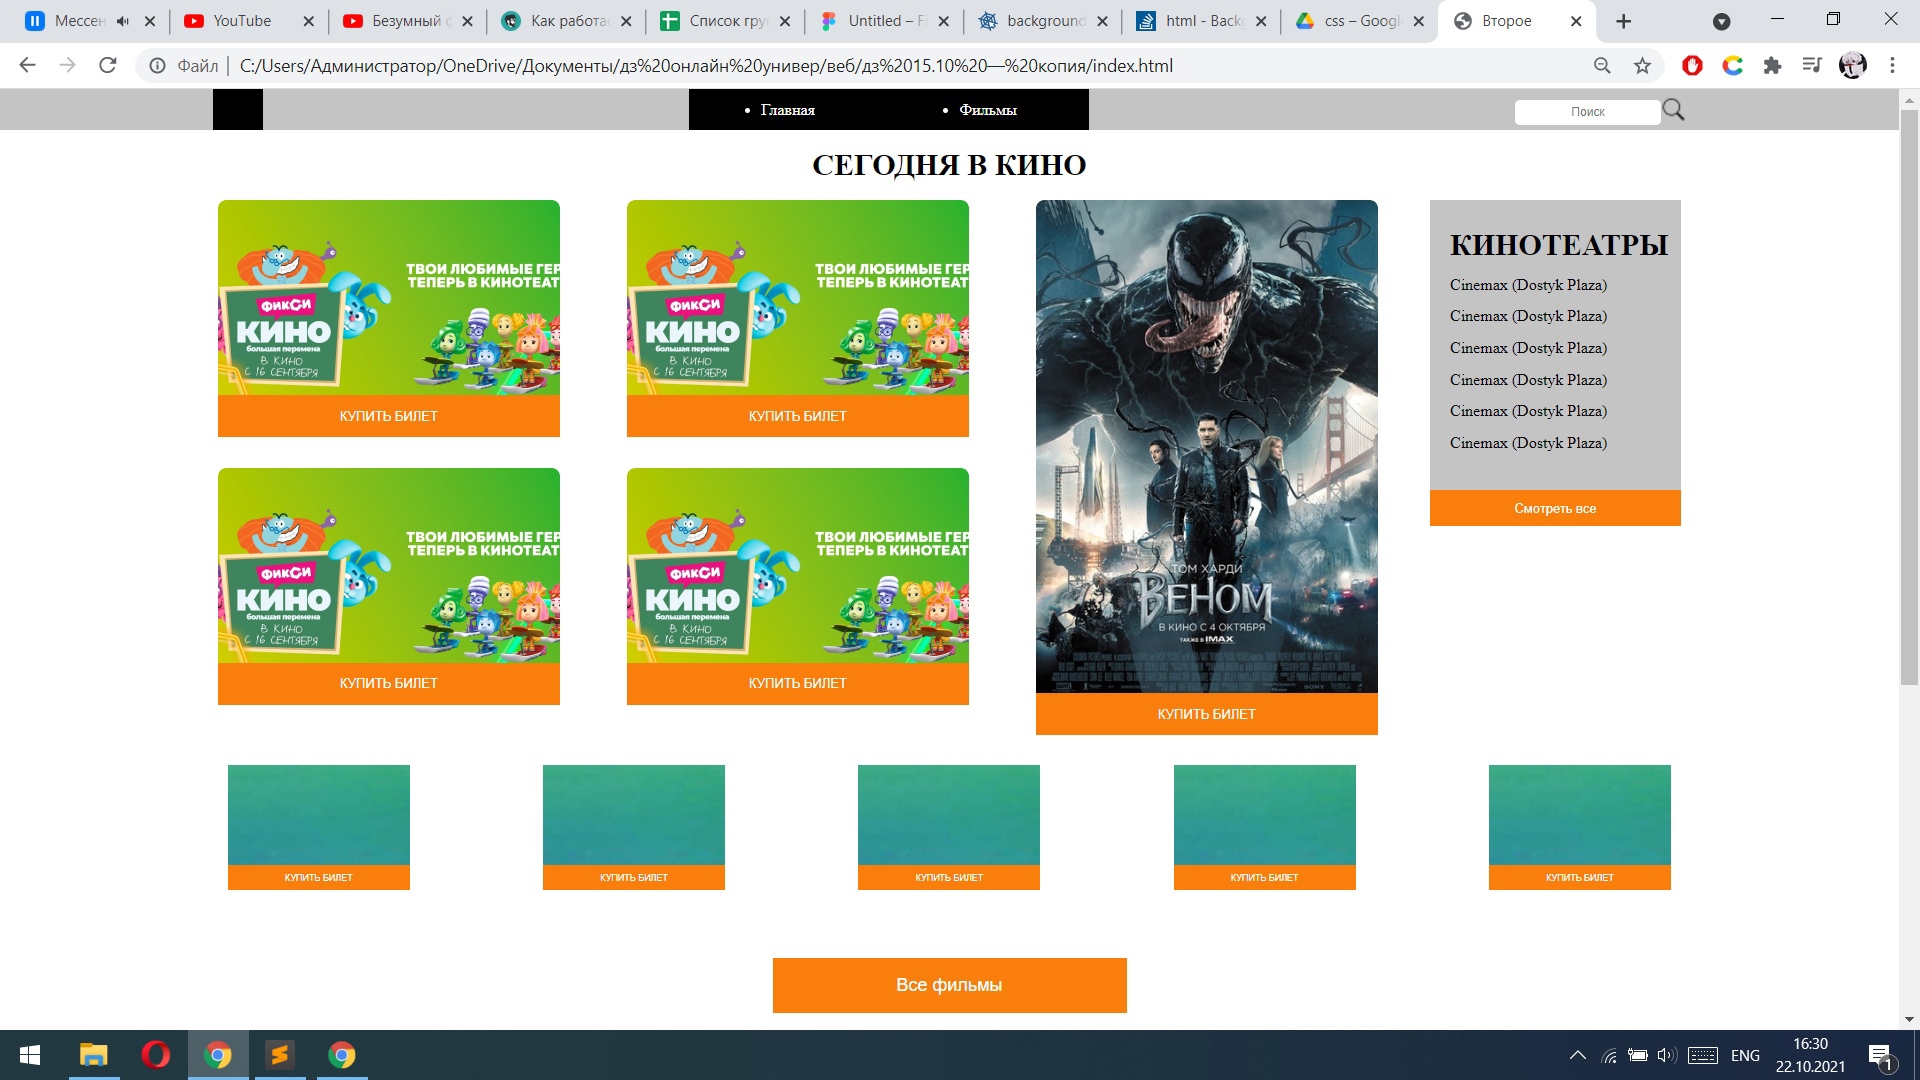 Мессен
YouTube
Безумный ф
Как работае
Список груп
Untitled – Fi
background
html - Backg
css – Google
Второе
Файл
C:/Users/Администратор/OneDrive/Документы/дз%20онлайн%20универ/веб/дз%2015.10%20—%20копия/index.html
Главная
Фильмы
Поиск
СЕГОДНЯ В КИНО
ТВОИ ЛЮБИМЫЕ ГЕР
ТЕПЕРЬ В КИНОТЕАТ
ФИКСИ
КИНО
большая перемена
В КИНО
С 16 СЕНТЯБРЯ
КУПИТЬ БИЛЕТ
ТВОИ ЛЮБИМЫЕ ГЕР
ТЕПЕРЬ В КИНОТЕАТ
ФИКСИ
КИНО
большая перемена
В КИНО
С 16 СЕНТЯБРЯ
КУПИТЬ БИЛЕТ
ТВОИ ЛЮБИМЫЕ ГЕР
ТЕПЕРЬ В КИНОТЕАТ
ФИКСИ
КИНО
большая перемена
В КИНО
С 16 СЕНТЯБРЯ
КУПИТЬ БИЛЕТ
ТВОИ ЛЮБИМЫЕ ГЕР
ТЕПЕРЬ В КИНОТЕАТ
ФИКСИ
КИНО
большая перемена
В КИНО
С 16 СЕНТЯБРЯ
КУПИТЬ БИЛЕТ
ТОМ ХАРДИ
ВЕНОМ
В КИНО С 4 ОКТЯБРЯ
ТАКЖЕ В IMAX
SONY
КУПИТЬ БИЛЕТ
КИНОТЕАТРЫ
Cinemax (Dostyk Plaza)
Cinemax (Dostyk Plaza)
Cinemax (Dostyk Plaza)
Cinemax (Dostyk Plaza)
Cinemax (Dostyk Plaza)
Cinemax (Dostyk Plaza)
Смотреть все
КУПИТЬ БИЛЕТ
КУПИТЬ БИЛЕТ
КУПИТЬ БИЛЕТ
КУПИТЬ БИЛЕТ
КУПИТЬ БИЛЕТ
Все фильмы
ENG
16:30
22.10.2021
1